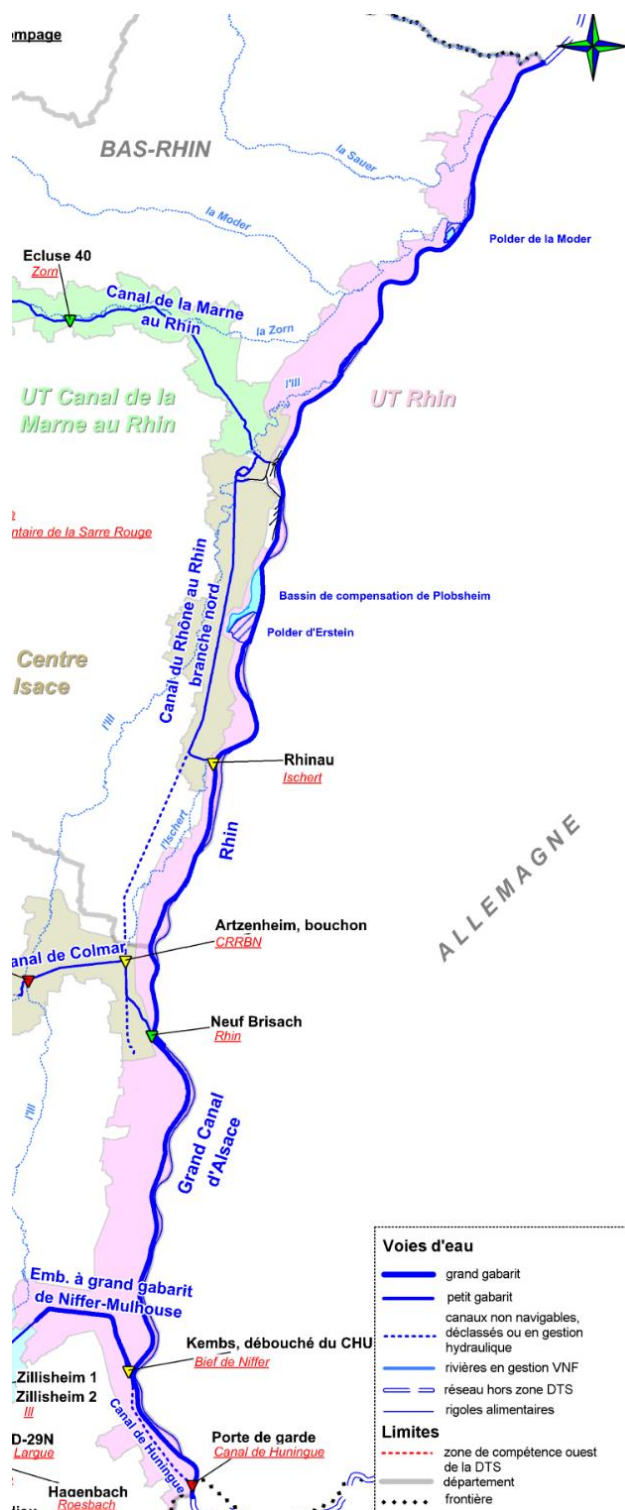 ompage
BAS-RHIN
la Sauer
la Moder
Polder de la Moder
Ecluse 40
Zorn
Canal de la Marne
au Rhin
la Zorn
l'Ill
UT Canal de la
Marne au Rhin
UT Rhin
ntaire de la Sarre Rouge
Canal du Rhône au Rhin
branche nord
Bassin de compensation de Plobsheim
Polder d'Erstein
Centre
lsace
l'Ill
Rhinau
Ischert
l'Ischert
Rhin
ALLEMAGNE
Artzenheim, bouchon
CRRBN
anal de Colmar
Neuf Brisach
Rhin
l'Ill
Grand Canal
d'Alsace
Emb. à grand gabarit
de Niffer-Mulhouse
Kembs, débouché du CHU
Bief de Niffer
Zillisheim 1
Zillisheim 2
Ill
D-29N
Largue
Canal de Huningue
Porte de garde
Canal de Huningue
Hagenbach
Roesbach
Voies d'eau
grand gabarit
petit gabarit
canaux non navigables,
déclassés ou en gestion
hydraulique
rivières en gestion VNF
réseau hors zone DTS
rigoles alimentaires
Limites
zone de compétence ouest
de la DTS
département
frontière